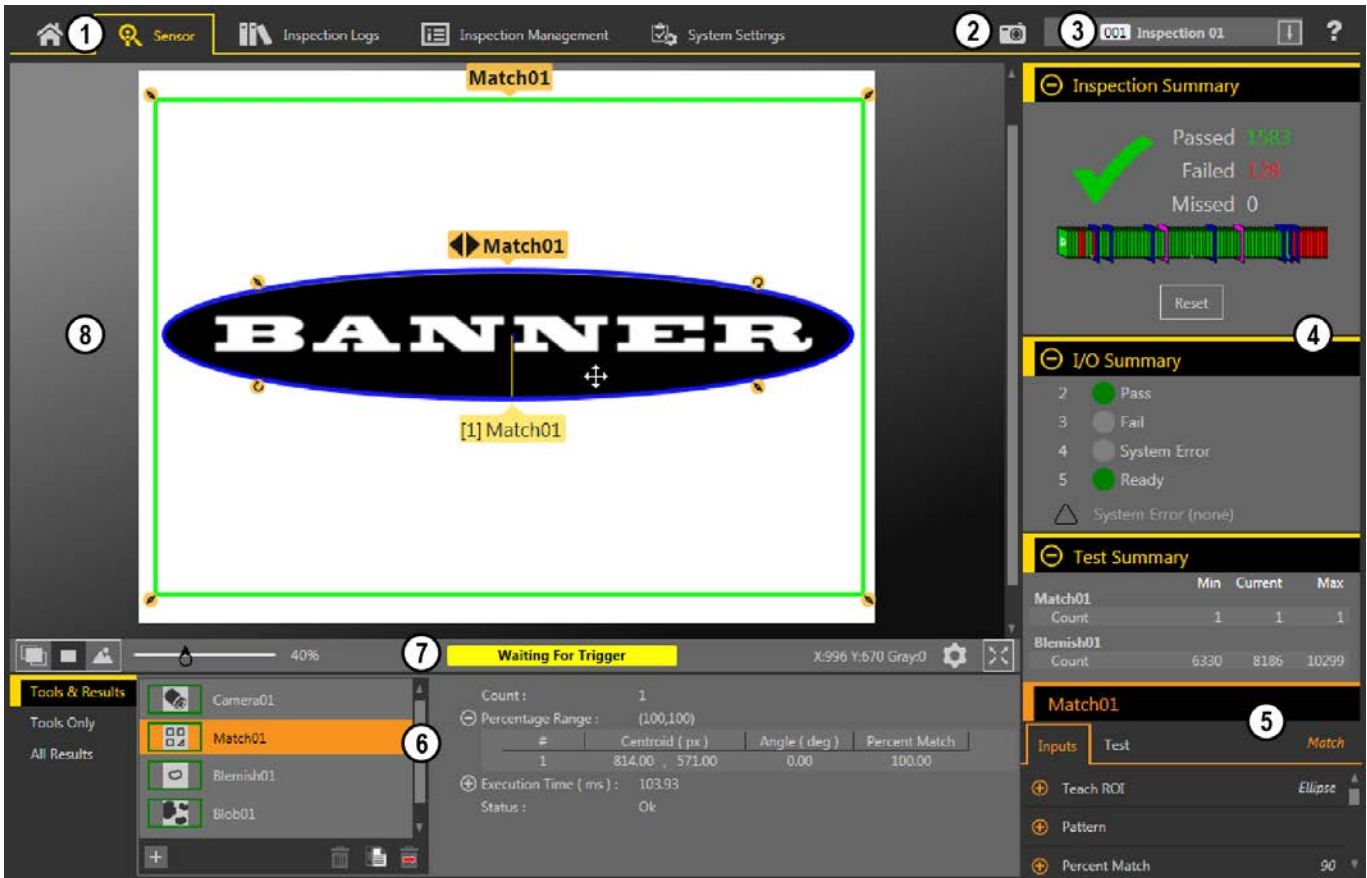 1 Sensor Inspection Logs Inspection Management System Settings 2 3 001 Inspection 01 ?
Match01
Match01
BANNER
[1] Match01
8
Inspection Summary
Passed 1583
Failed 128
Missed 0
Reset
4
I/O Summary
2 Pass
3 Fail
4 System Error
5 Ready
System Error (none)
Test Summary
Min Current Max
Match01
Count 1 1 1
Blemish01
Count 6330 8186 10299
40% 7 Waiting For Trigger X:996 Y:670 Gray:0
Tools & Results
Tools Only
All Results
Camera01
Match01
Blemish01
Blob01
6
Count : 1
Percentage Range : (100,100)
# Centroid ( px ) Angle ( deg ) Percent Match
1 814.00 , 571.00 0.00 100.00
Execution Time ( ms ) : 103.93
Status : Ok
Match01
5
Inputs Test Match
Teach ROI Ellipse
Pattern
Percent Match 90